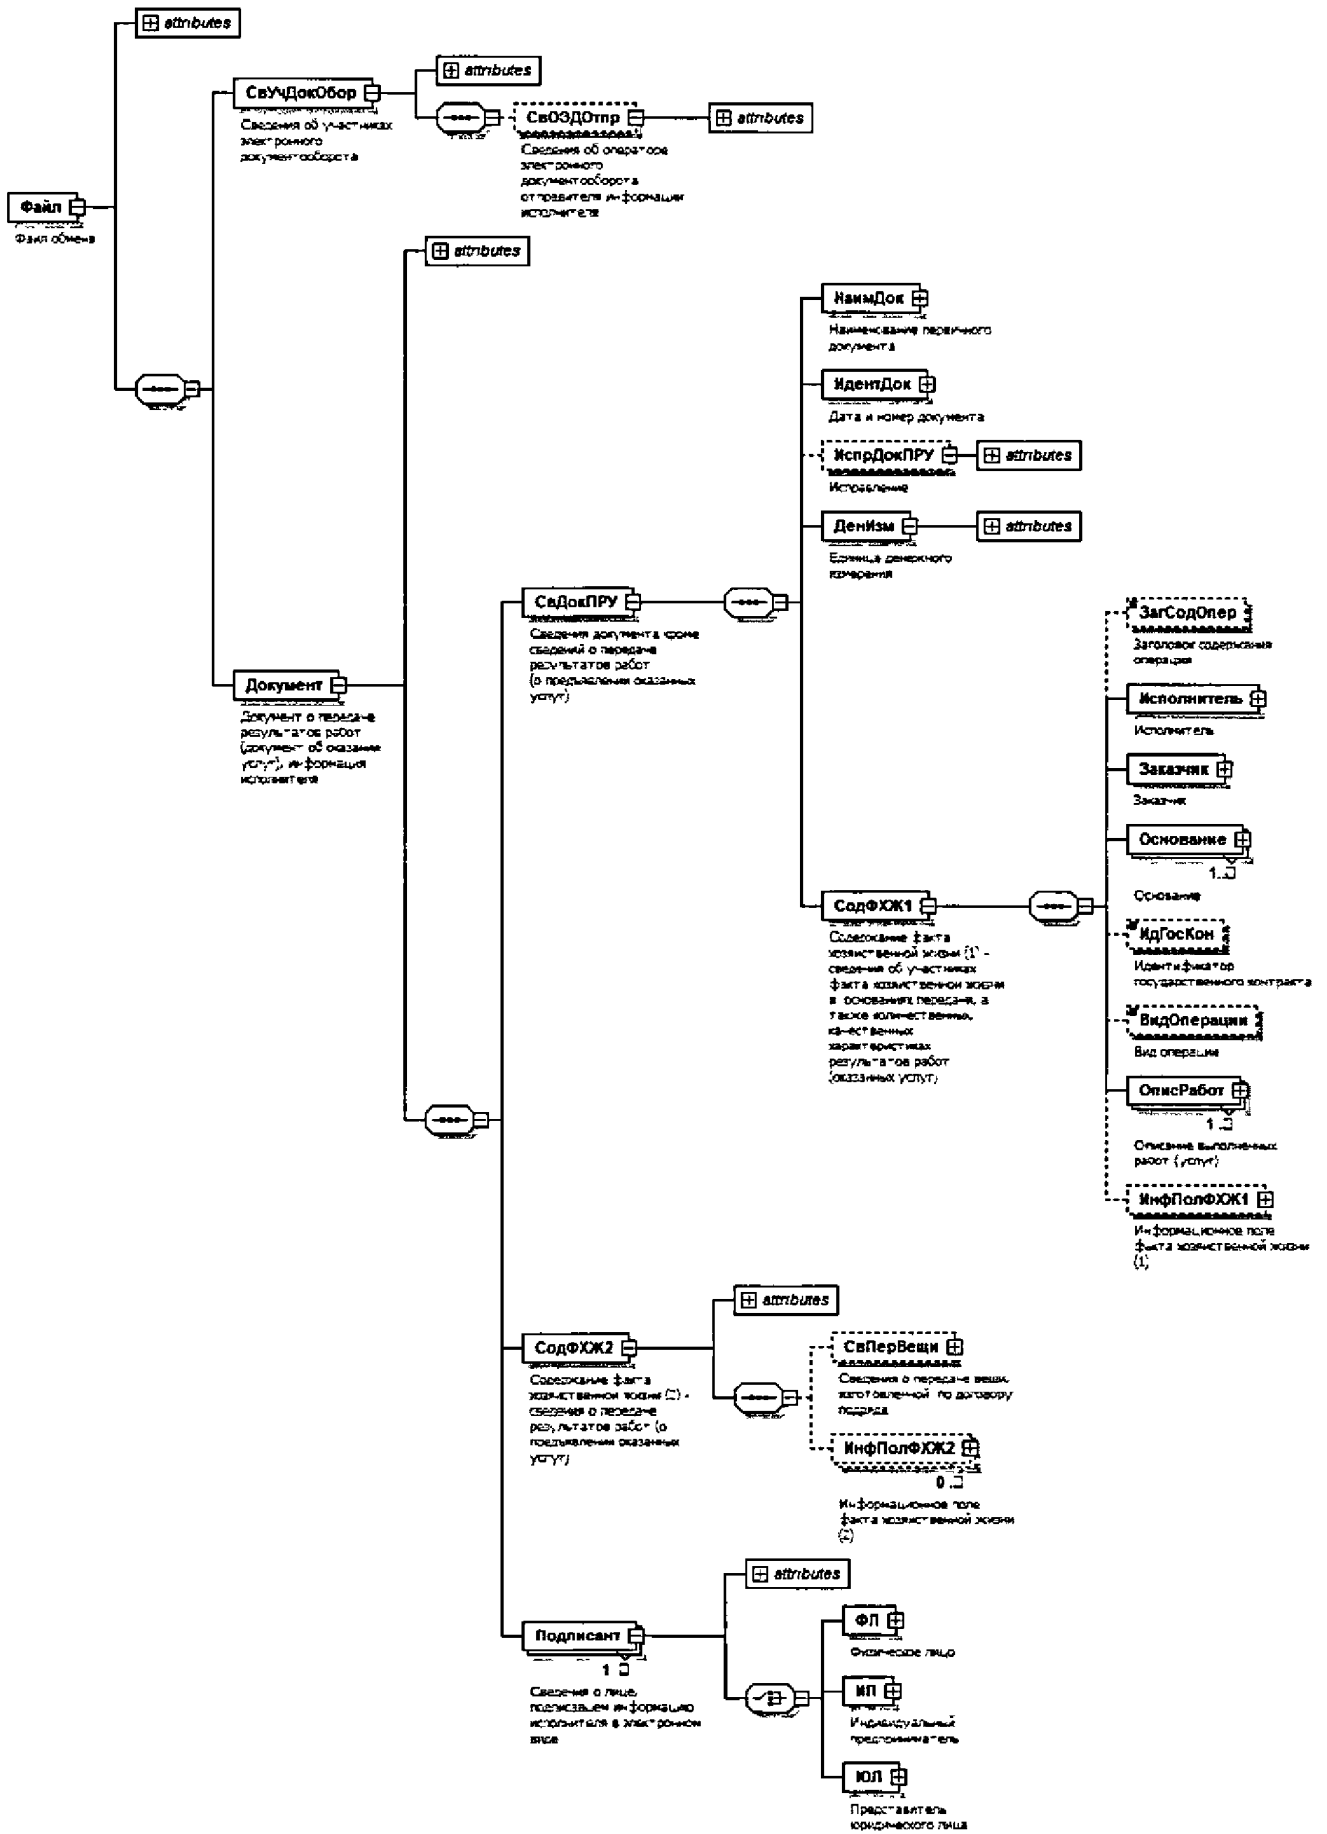 attributes
attributes
СвУчДокОбор
Сведения об участниках
электронного
документооборота
СвОЭДОтпр
attributes
Сведения об операторе
электронного
документооборота
отправителя информации
исполнителя
Файл
Файл обмена
attributes
НаимДок
Наименование первичного
документа
ИдентДок
Дата и номер документа
ИспрДокПРУ
attributes
Исправление
ДенИзм
attributes
Единица денежного
измерения
СвДокПРУ
Сведения документа кроме
сведений о передаче
результатов работ
(о предъявлении оказанных
услуг)
ЗагСодОпер
Заголовок содержания
операции
Документ
Документ о передаче
результатов работ
(документ об оказании
услуг), информация
исполнителя
Исполнитель
Исполнитель
Заказчик
Заказчик
Основание
1..
Основание
СодФХЖ1
Содержание факта
хозяйственной жизни (1) -
сведения об участниках
факта хозяйственной жизни
и основаниях передачи, а
также количественных,
качественных
характеристиках
результатов работ
(оказанных услуг)
ИдГосКон
Идентификатор
государственного контракта
ВидОперации
Вид операции
ОписРабот
1..
Описание выполненных
работ (услуг)
ИнфПолФХЖ1
Информационное поле
факта хозяйственной жизни
(1)
attributes
СодФХЖ2
Содержание факта
хозяйственной жизни (2) -
сведения о передаче
результатов работ (о
предъявлении оказанных
услуг)
СвПерВещи
Сведения о передаче вещи,
изготовленной по договору
подряда
ИнфПолФХЖ2
0..
Информационное поле
факта хозяйственной жизни
(2)
attributes
Подписант
1
Сведения о лице,
подписавшем информацию
исполнителя в электронном
виде
ФЛ
Физическое лицо
ИП
Индивидуальный
предприниматель
ЮЛ
Представитель
юридического лица